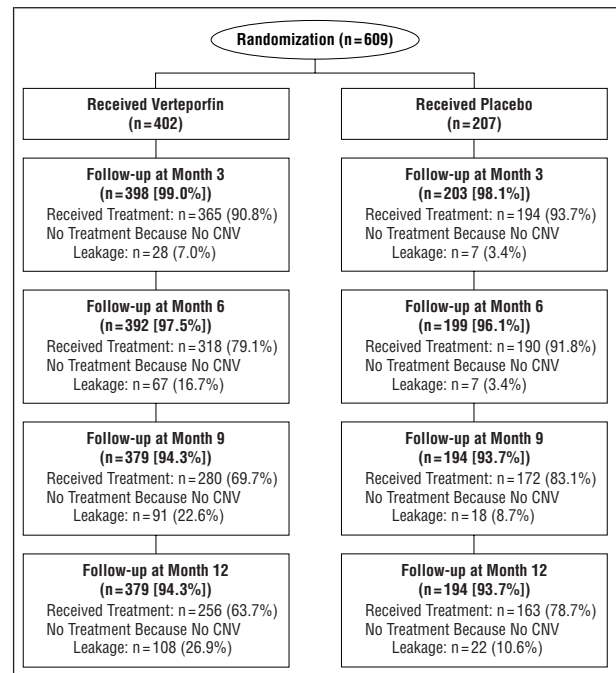 Randomization (n=609)
Received Verteporfin
(n=402)
Received Placebo
(n=207)
Follow-up at Month 3
(n=398 [99.0%])
Received Treatment: n=365 (90.8%)
No Treatment Because No CNV
Leakage: n=28 (7.0%)
Follow-up at Month 3
(n=203 [98.1%])
Received Treatment: n=194 (93.7%)
No Treatment Because No CNV
Leakage: n=7 (3.4%)
Follow-up at Month 6
(n=392 [97.5%])
Received Treatment: n=318 (79.1%)
No Treatment Because No CNV
Leakage: n=67 (16.7%)
Follow-up at Month 6
(n=199 [96.1%])
Received Treatment: n=190 (91.8%)
No Treatment Because No CNV
Leakage: n=7 (3.4%)
Follow-up at Month 9
(n=379 [94.3%])
Received Treatment: n=280 (69.7%)
No Treatment Because No CNV
Leakage: n=91 (22.6%)
Follow-up at Month 9
(n=194 [93.7%])
Received Treatment: n=172 (83.1%)
No Treatment Because No CNV
Leakage: n=18 (8.7%)
Follow-up at Month 12
(n=379 [94.3%])
Received Treatment: n=256 (63.7%)
No Treatment Because No CNV
Leakage: n=108 (26.9%)
Follow-up at Month 12
(n=194 [93.7%])
Received Treatment: n=163 (78.7%)
No Treatment Because No CNV
Leakage: n=22 (10.6%)